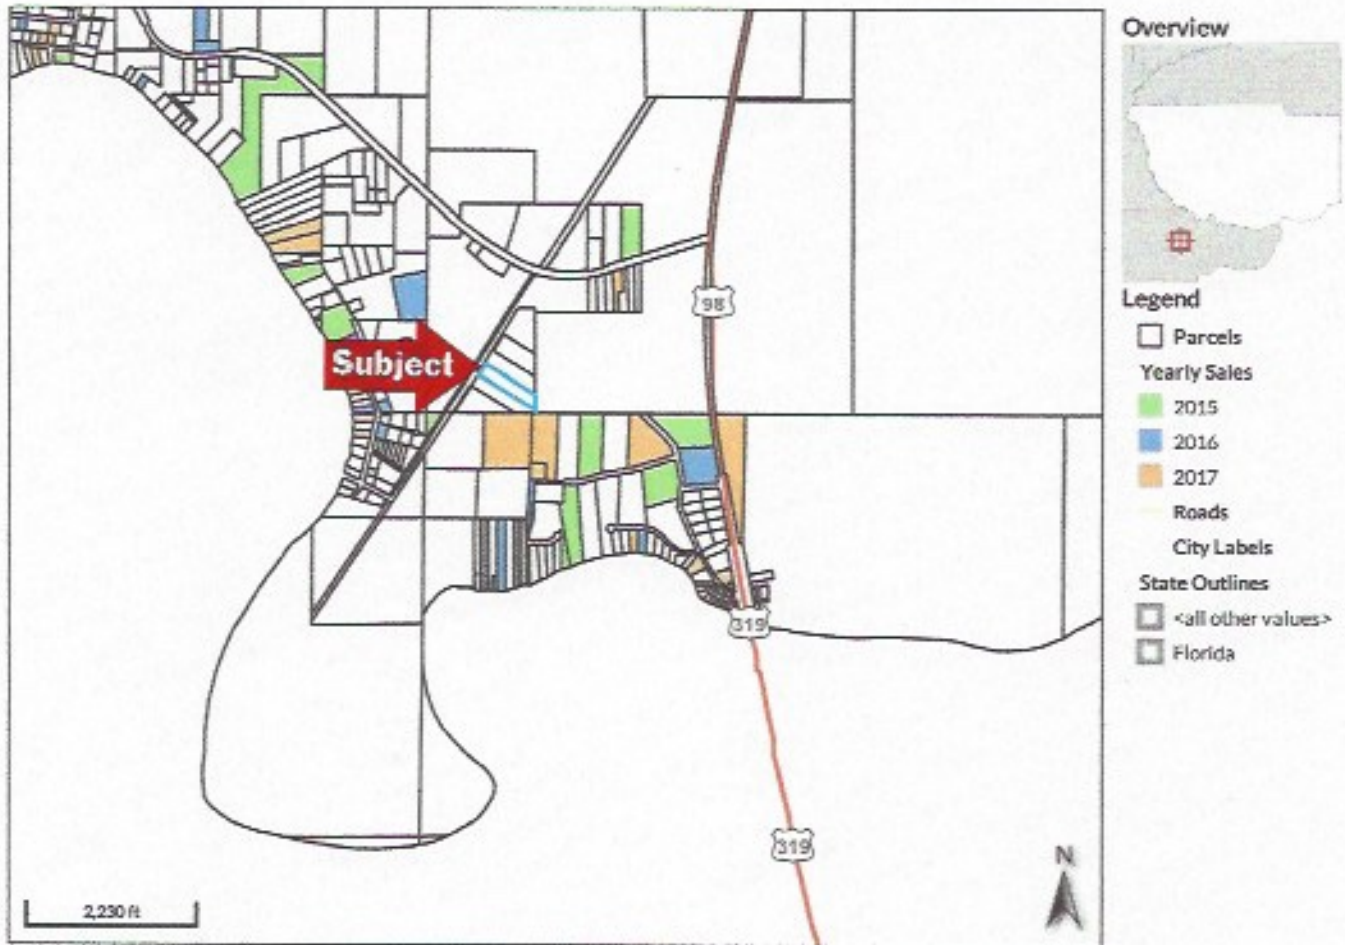 Overview
Legend
Parcels
Yearly Sales
2015
2016
2017
Roads
City Labels
State Outlines
<all other values>
Florida
98
Subject
319
319
N
2,230 ft